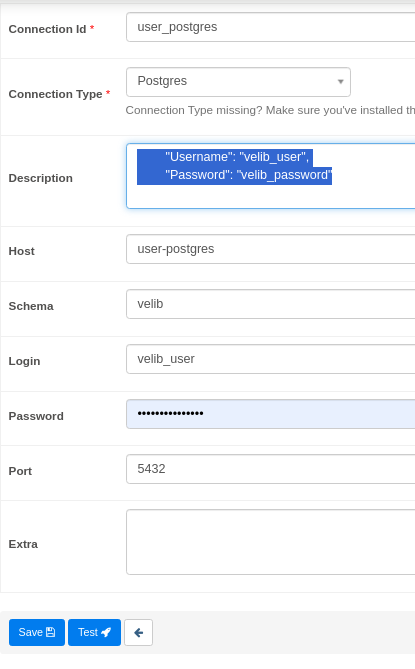 Connection Id *
user_postgres
Connection Type *
Postgres
Connection Type missing? Make sure you've installed th
Description
"Username": "velib_user",
"Password": "velib_password"
Host
user-postgres
Schema
velib
Login
velib_user
Password
•••••••••••••••
Port
5432
Extra
Save
Test